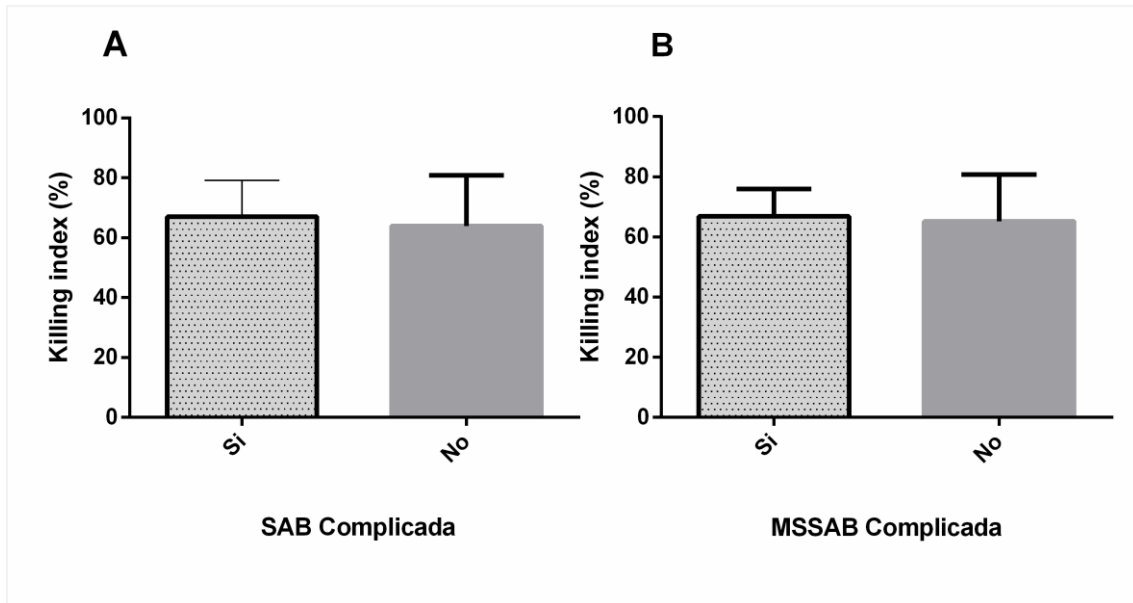 A
Killing index (%)
100
80
60
40
20
0
Si
No
SAB Complicada
B
Killing index (%)
100
80
60
40
20
0
Si
No
MSSAB Complicada